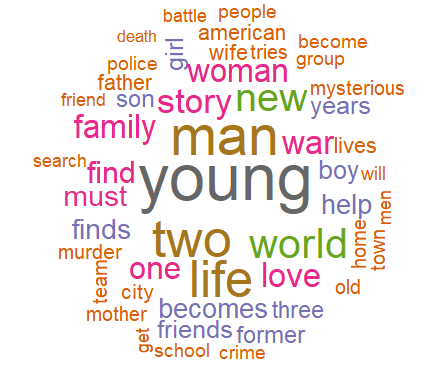 battle people
death american become
police girl wife tries group
father woman mysterious
friend son story new years
family man war lives
search find young boy will
must help men
finds two world home town
murder life love old
team one city three
mother becomes former
get friends crime
school